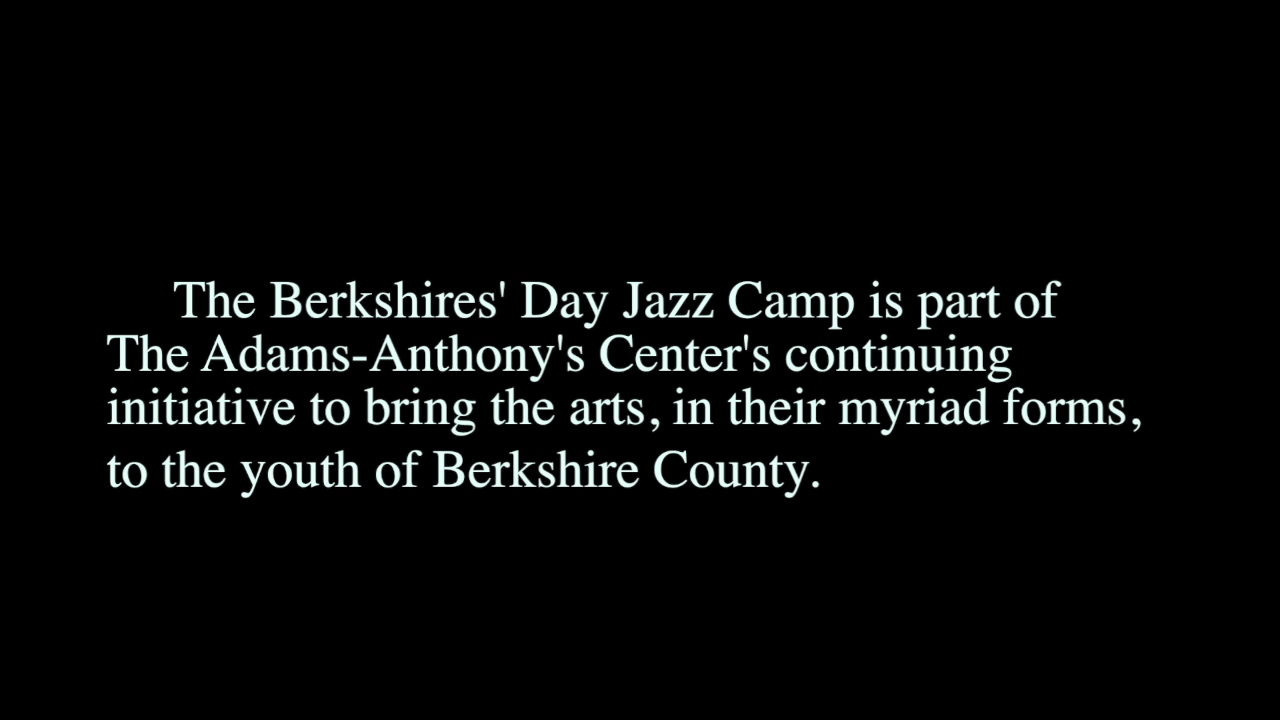 The Berkshires' Day Jazz Camp is part of
The Adams-Anthony's Center's continuing
initiative to bring the arts, in their myriad forms,
to the youth of Berkshire County.